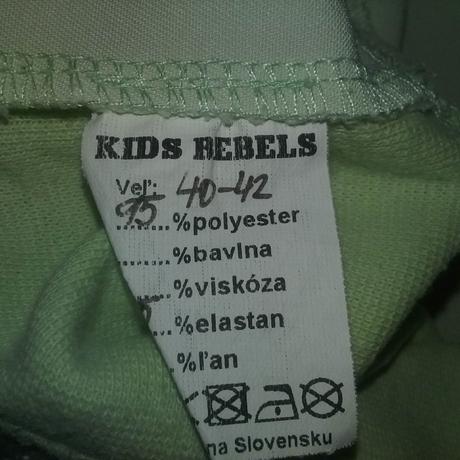 KIDS REBELS
Veľ: 40-42
95 %polyester
........%bavlna
........%viskóza
....%elastan
.%ľan
na Slovensku